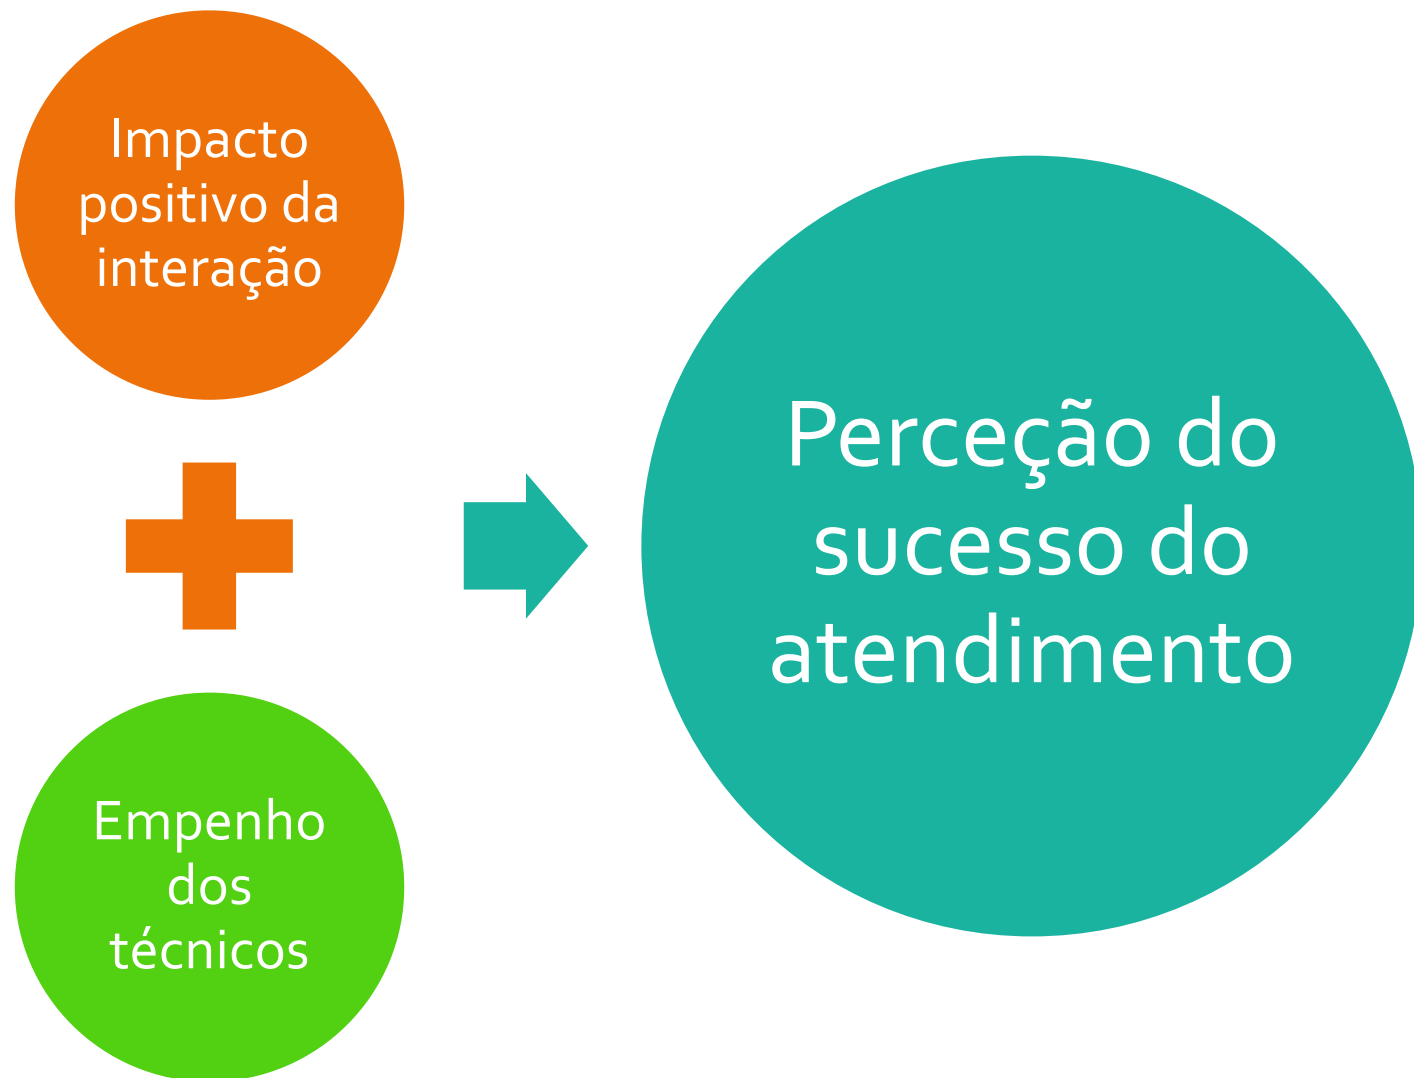 Impacto
positivo da
interação
Empenho
dos
técnicos
Perceção do
sucesso do
atendimento